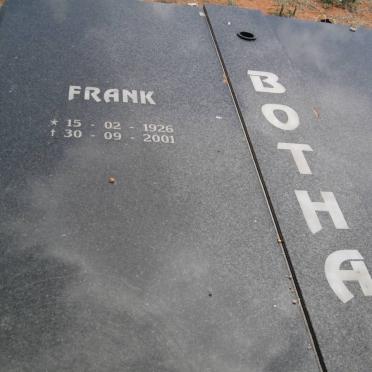 FRANK
* 15 - 02 - 1926
† 30 - 09 - 2001
BOTHA